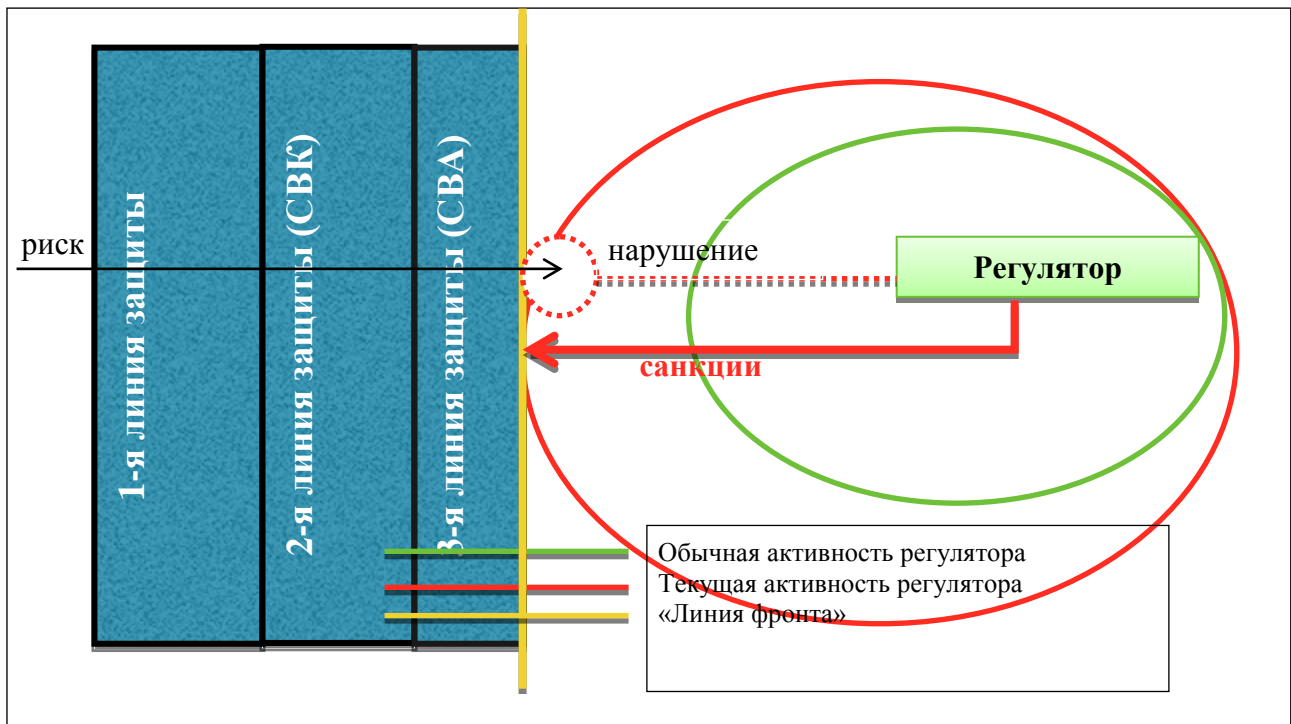 риск
1-я линия защиты
2-я линия защиты (СВК)
3-я линия защиты (СВА)
нарушение
Регулятор
санкции
Обычная активность регулятора
Текущая активность регулятора
«Линия фронта»